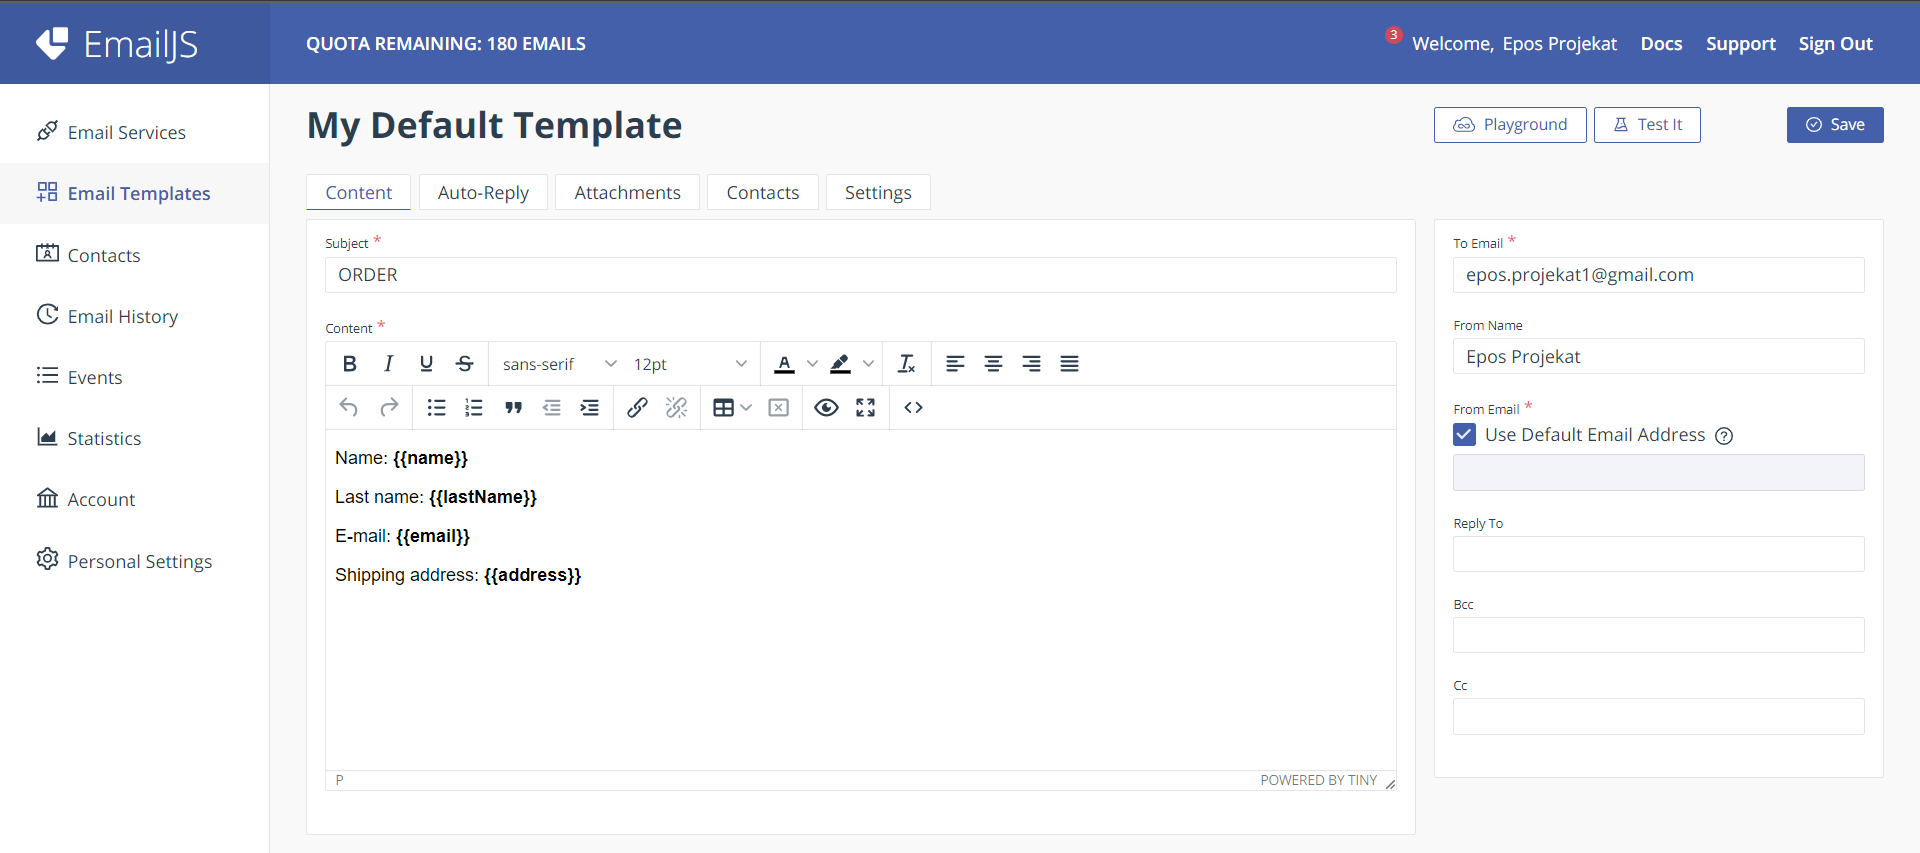 EmailJS
QUOTA REMAINING: 180 EMAILS
3
Welcome, Epos Projekat
Docs
Support
Sign Out
Email Services
Email Templates
Contacts
Email History
Events
Statistics
Account
Personal Settings
My Default Template
Playground
Test It
Save
Content
Auto-Reply
Attachments
Contacts
Settings
Subject *
ORDER
Content *
B I U S sans-serif 12pt A
Name: {{name}}
Last name: {{lastName}}
E-mail: {{email}}
Shipping address: {{address}}
P
POWERED BY TINY
To Email *
epos.projekat1@gmail.com
From Name
Epos Projekat
From Email *
Use Default Email Address ?
Reply To
Bcc
Cc